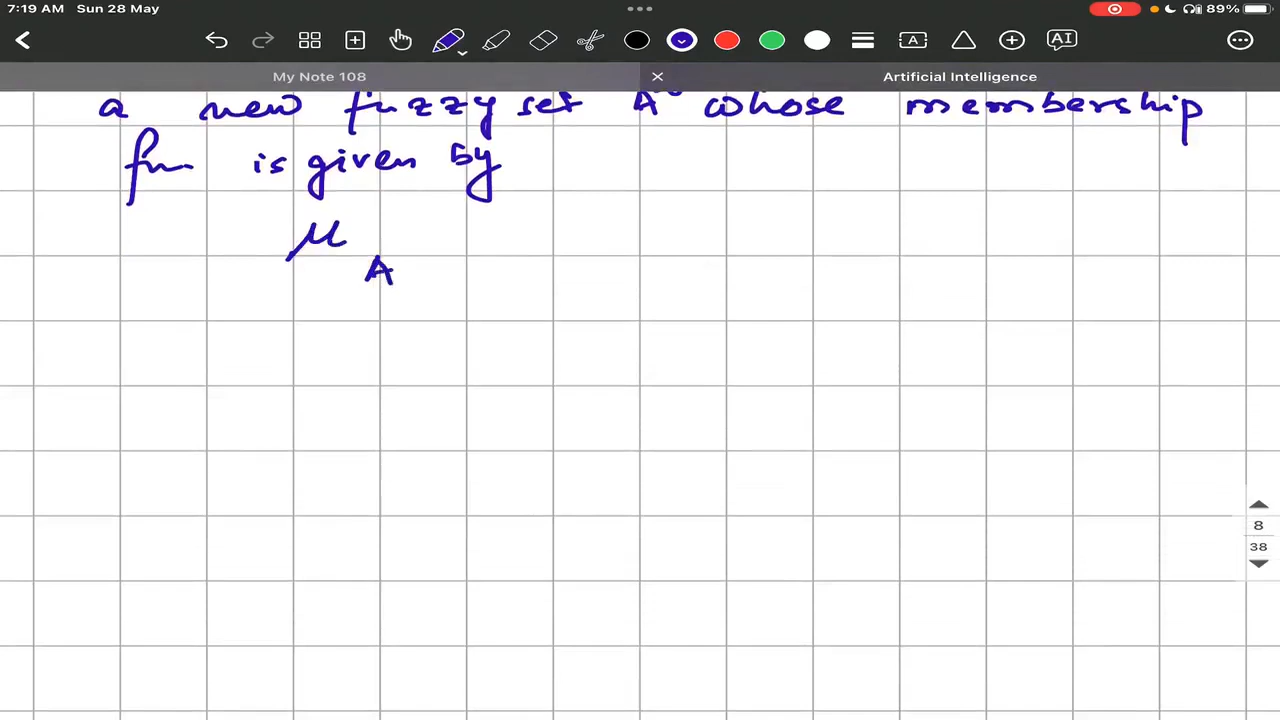 7:19 AM Sun 28 May
89%
My Note 108
Artificial Intelligence
a new fuzzy set A whose membership
fn is given by
μ
A
8
38